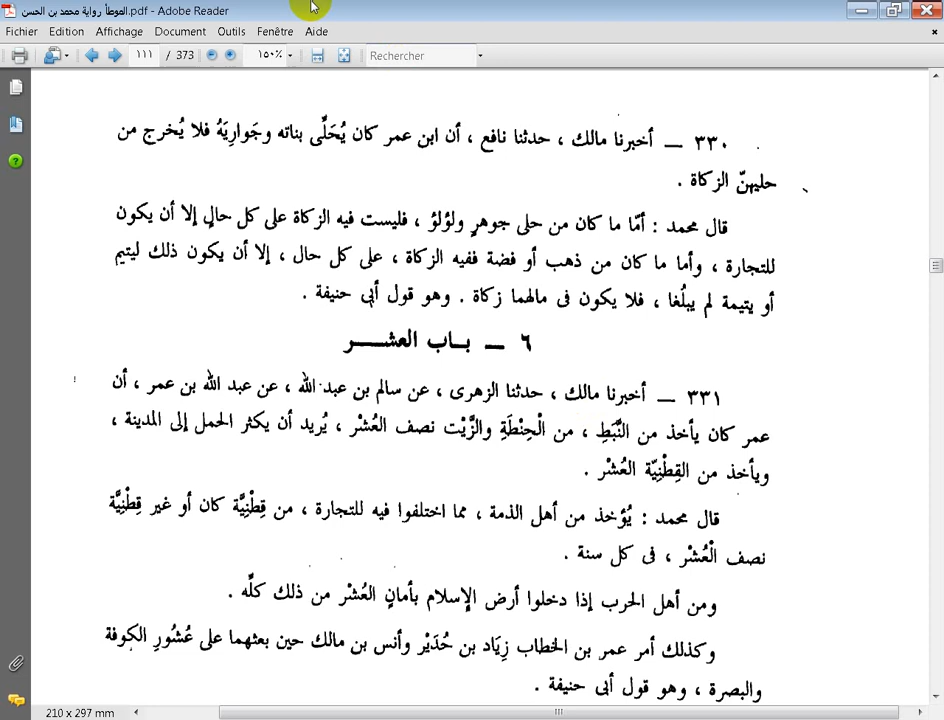 الموطأ رواية محمد بن الحسن.pdf - Adobe Reader
Fichier Edition Affichage Document Outils Fenêtre Aide
١١١ / 373 ١٥٠٪ Rechercher
٣٣٠ — أخبرنا مالك ، حدثنا نافع ، أن ابن عمر كان يُحَلِّى بناته وجَوارِيَهُ فلا يُخرج من
حليهنّ الزكاة .
قال محمد : أمّا ما كان من حلى جوهرٍ ولؤلؤ ، فليست فيه الزكاة على كل حالٍ إلا أن يكون
للتجارة ، وأما ما كان من ذهب أو فضة ففيه الزكاة ، على كل حال ، إلا أن يكون ذلك ليتيم
أو يتيمة لم يبلُغا ، فلا يكون فى مالهما زكاة . وهو قول أبى حنيفة .
٦ — بـاب العشــر
٣٣١ — أخبرنا مالك ، حدثنا الزهرى ، عن سالم بن عبد الله ، عن عبد الله بن عمر ، أن
عمر كان يأخذ من النَّبَطِ ، من الْحِنْطَةِ والزَّيْت نصف العُشْر ، يُريد أن يكثر الحمل إلى المدينة ،
ويأخذ من القِطْنِيّة العُشْر .
قال محمد : يُؤخذ من أهل الذمة ، مما اختلفوا فيه للتجارة ، من قِطْنِيَّة كان أو غير قِطْنِيَّة
نصف الْعُشْر ، فى كل سنة .
ومن أهل الحرب إذا دخلوا أرض الإسلام بأمانٍ العُشْر من ذلك كلِّه .
وكذلك أمر عمر بن الخطاب زِيَاد بن حُدَيْر وأنس بن مالك حين بعثهما على عُشُورِ الكوفة
والبصرة ، وهو قول أبى حنيفة .
210 x 297 mm